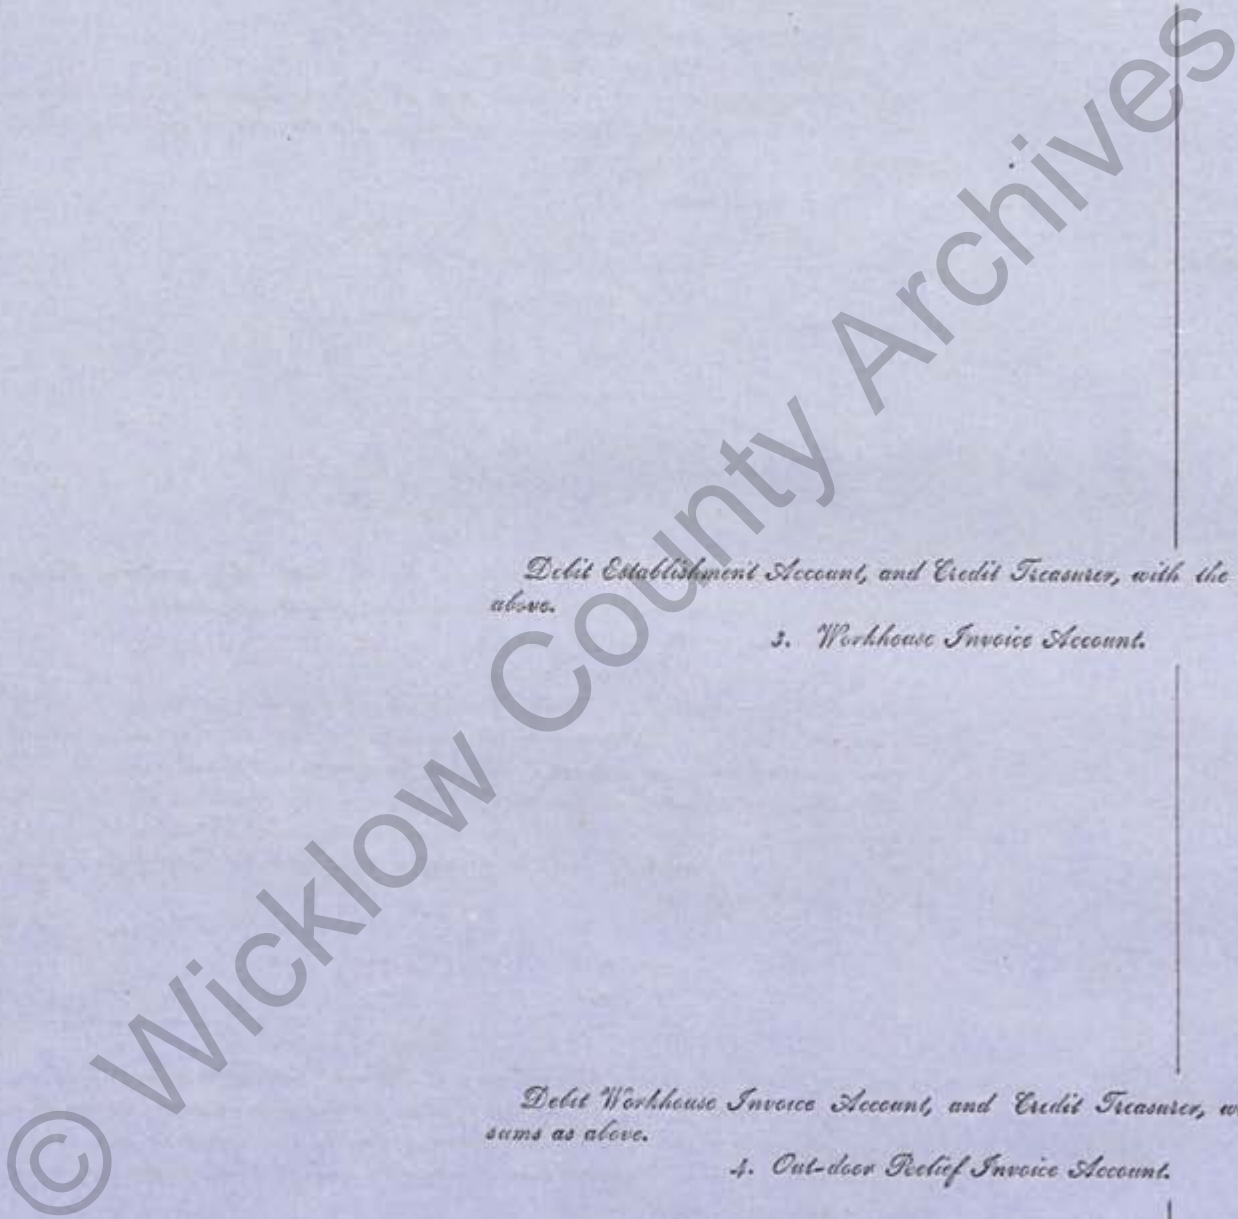 Debit Establishment Account, and Credit Treasurer, with the
above.
3. Workhouse Invoice Account.
Debit Workhouse Invoice Account, and Credit Treasurer, w
sums as above.
4. Out-door Relief Invoice Account.
© Wicklow County Archives